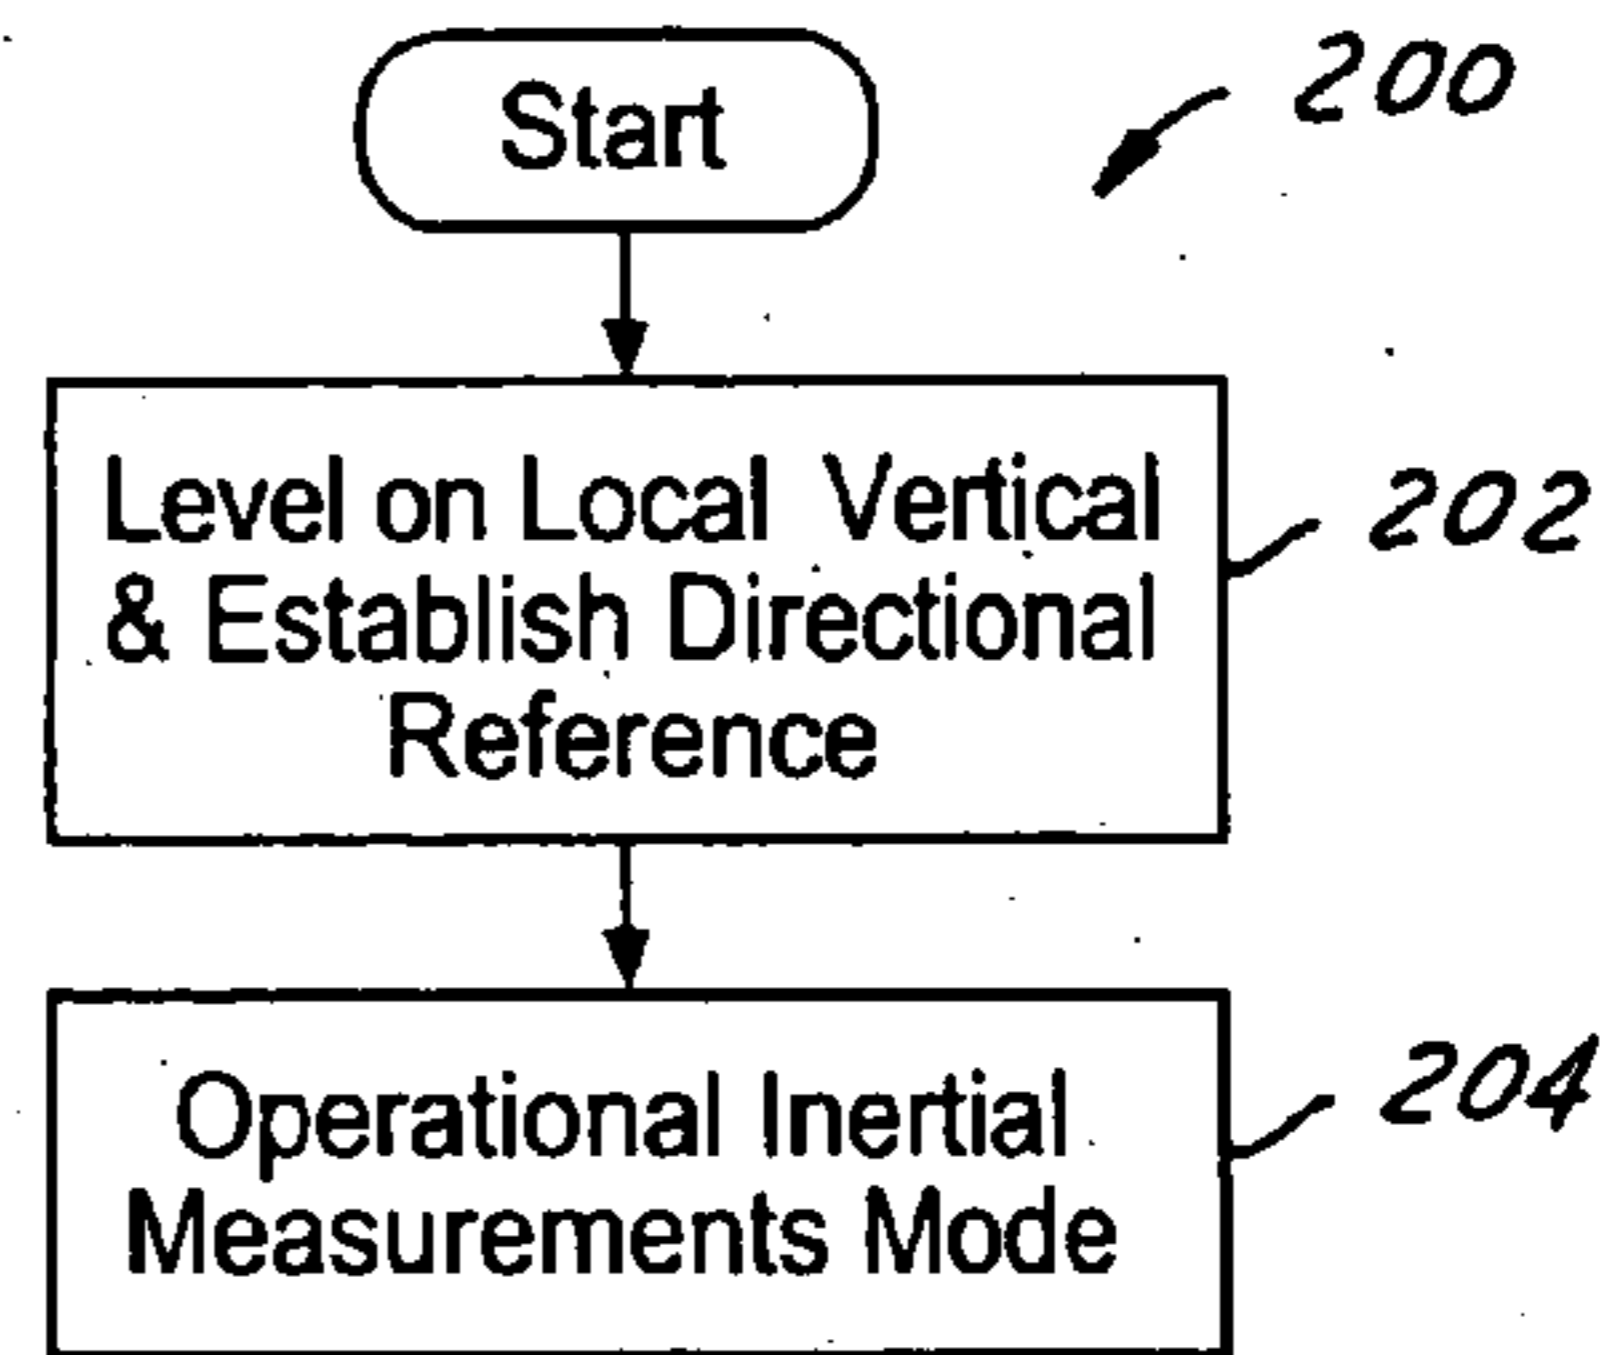 Start
200
Level on Local Vertical
& Establish Directional
Reference
202
Operational Inertial
Measurements Mode
204